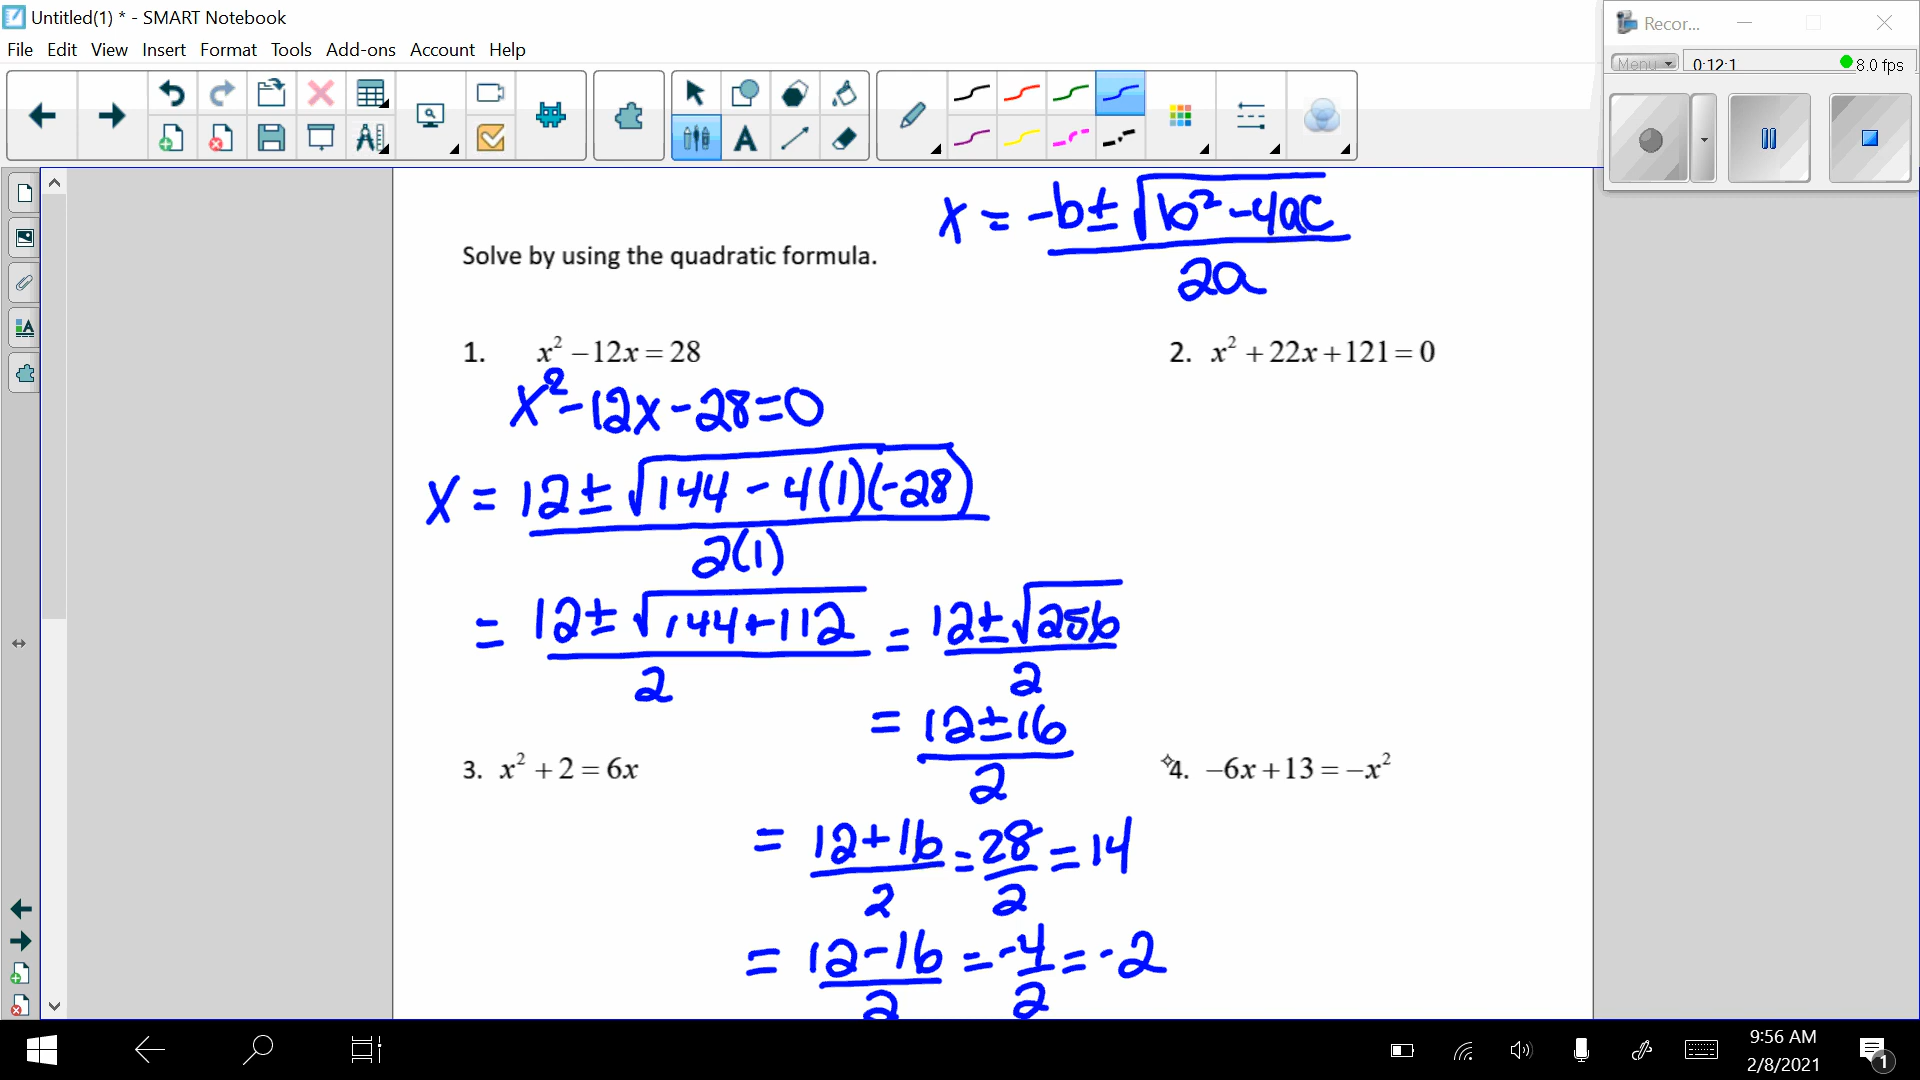 Untitled(1) * - SMART Notebook
Recor...
File Edit View Insert Format Tools Add-ons Account Help
Menu 0:12:1 8.0 fps
x = -b ± √b² - 4ac
2a
Solve by using the quadratic formula.
1. x² − 12x = 28
2. x² + 22x + 121 = 0
x² - 12x - 28 = 0
x = 12 ± √144 - 4(1)(-28)
2(1)
= 12 ± √144 + 112 = 12 ± √256
2 2
= 12 ± 16
2
3. x² + 2 = 6x
4. −6x + 13 = −x²
= 12 + 16 = 28 = 14
2 2
= 12 - 16 = -4 = -2
2 2
9:56 AM
2/8/2021
1